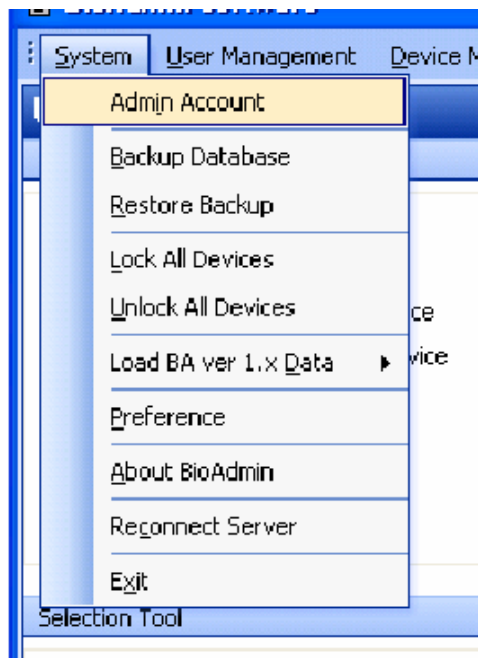 System User Management Device M
Admin Account
Backup Database
Restore Backup
Lock All Devices
Unlock All Devices
ce
Load BA ver 1.x Data
vice
Preference
About BioAdmin
Reconnect Server
Exit
Selection Tool